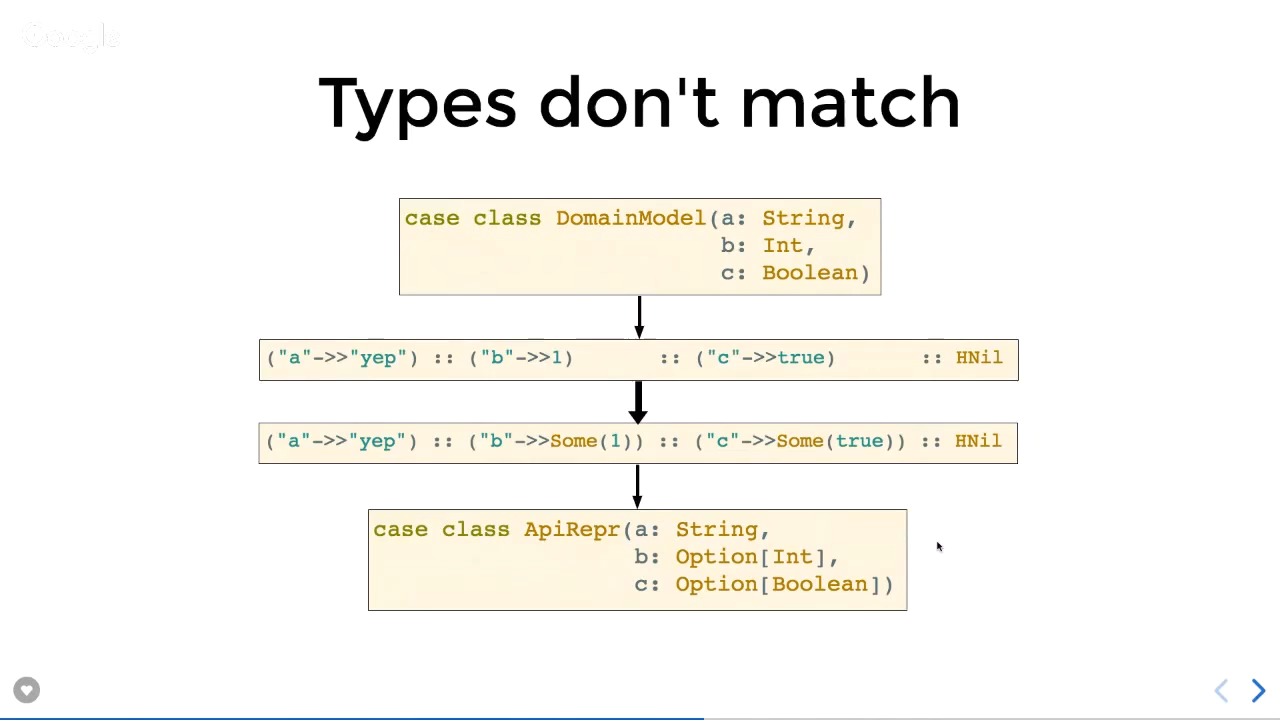 Google
Types don't match
case class DomainModel(a: String,
b: Int,
c: Boolean)
("a"->>"yep") :: ("b"->>1) :: ("c"->>true) :: HNil
("a"->>"yep") :: ("b"->>Some(1)) :: ("c"->>Some(true)) :: HNil
case class ApiRepr(a: String,
b: Option[Int],
c: Option[Boolean])